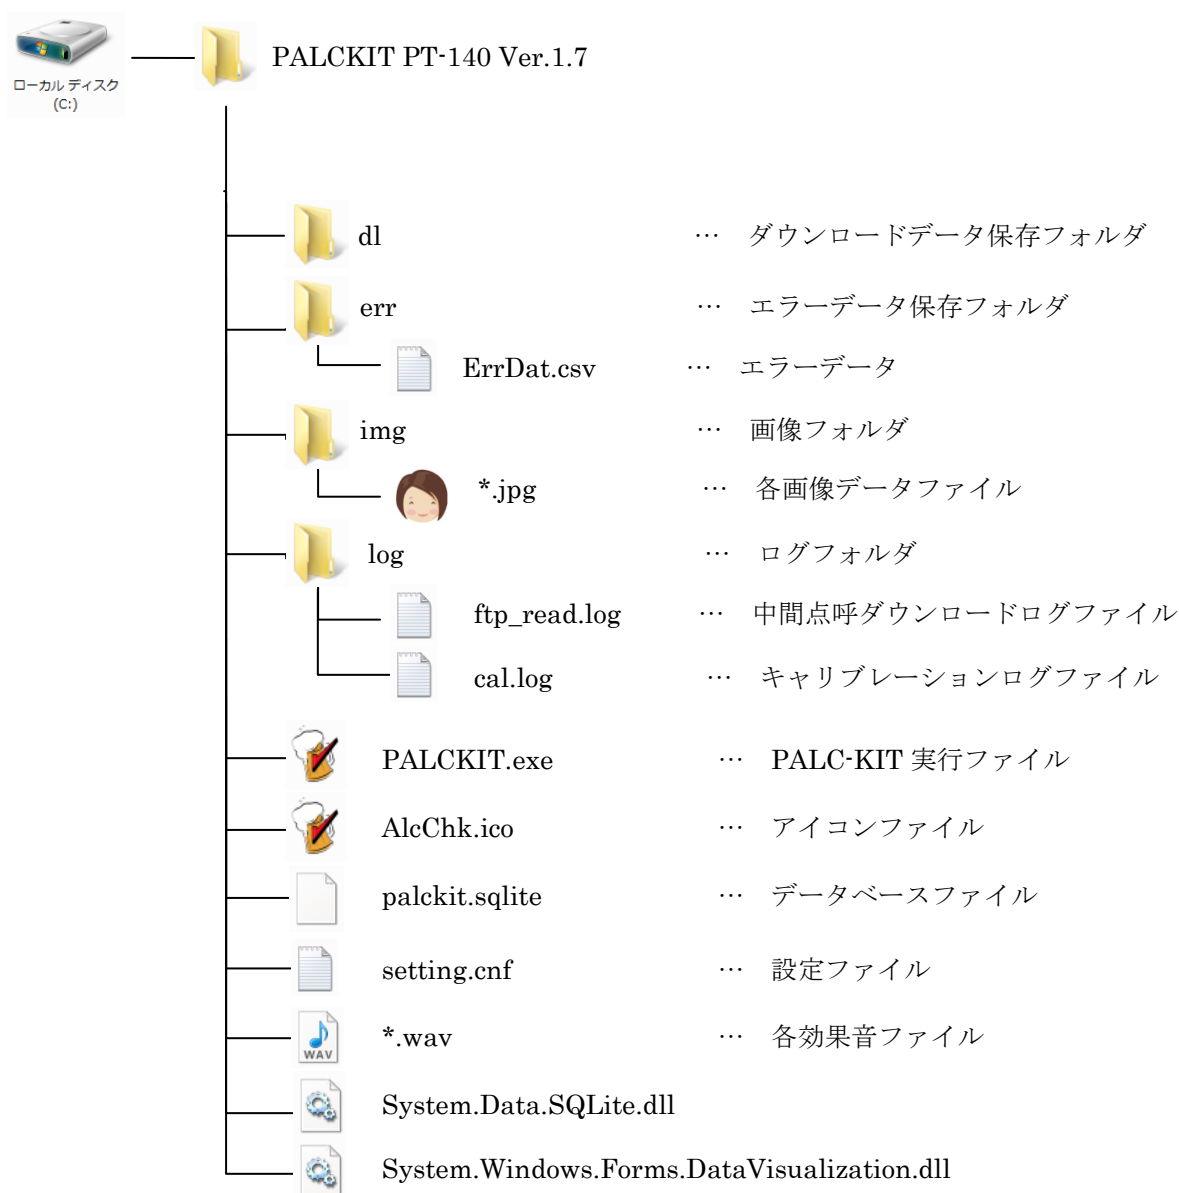 PALCKIT PT-140 Ver.1.7
ローカル ディスク
(C:)
dl … ダウンロードデータ保存フォルダ
err … エラーデータ保存フォルダ
ErrDat.csv … エラーデータ
img … 画像フォルダ
*.jpg … 各画像データファイル
log … ログフォルダ
ftp_read.log … 中間点呼ダウンロードログファイル
cal.log … キャリブレーションログファイル
PALCKIT.exe … PALC-KIT 実行ファイル
AlcChk.ico … アイコンファイル
palckit.sqlite … データベースファイル
setting.cnf … 設定ファイル
WAV
*.wav … 各効果音ファイル
System.Data.SQLite.dll
System.Windows.Forms.DataVisualization.dll